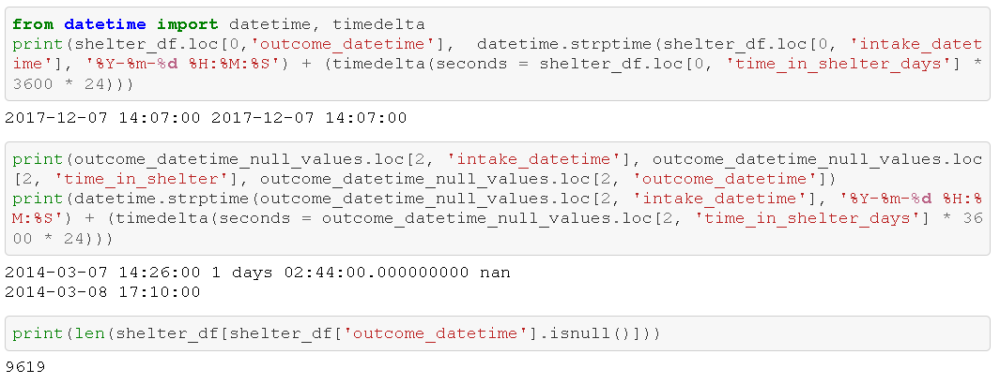 from datetime import datetime, timedelta
print(shelter_df.loc[0,'outcome_datetime'],  datetime.strptime(shelter_df.loc[0, 'intake_datet
ime'], '%Y-%m-%d %H:%M:%S') + (timedelta(seconds = shelter_df.loc[0, 'time_in_shelter_days'] *
3600 * 24)))
2017-12-07 14:07:00 2017-12-07 14:07:00
print(outcome_datetime_null_values.loc[2, 'intake_datetime'], outcome_datetime_null_values.loc
[2, 'time_in_shelter'], outcome_datetime_null_values.loc[2, 'outcome_datetime'])
print(datetime.strptime(outcome_datetime_null_values.loc[2, 'intake_datetime'], '%Y-%m-%d %H:%
M:%S') + (timedelta(seconds = outcome_datetime_null_values.loc[2, 'time_in_shelter_days'] * 36
00 * 24)))
2014-03-07 14:26:00 1 days 02:44:00.000000000 nan
2014-03-08 17:10:00
print(len(shelter_df[shelter_df['outcome_datetime'].isnull()]))
9619